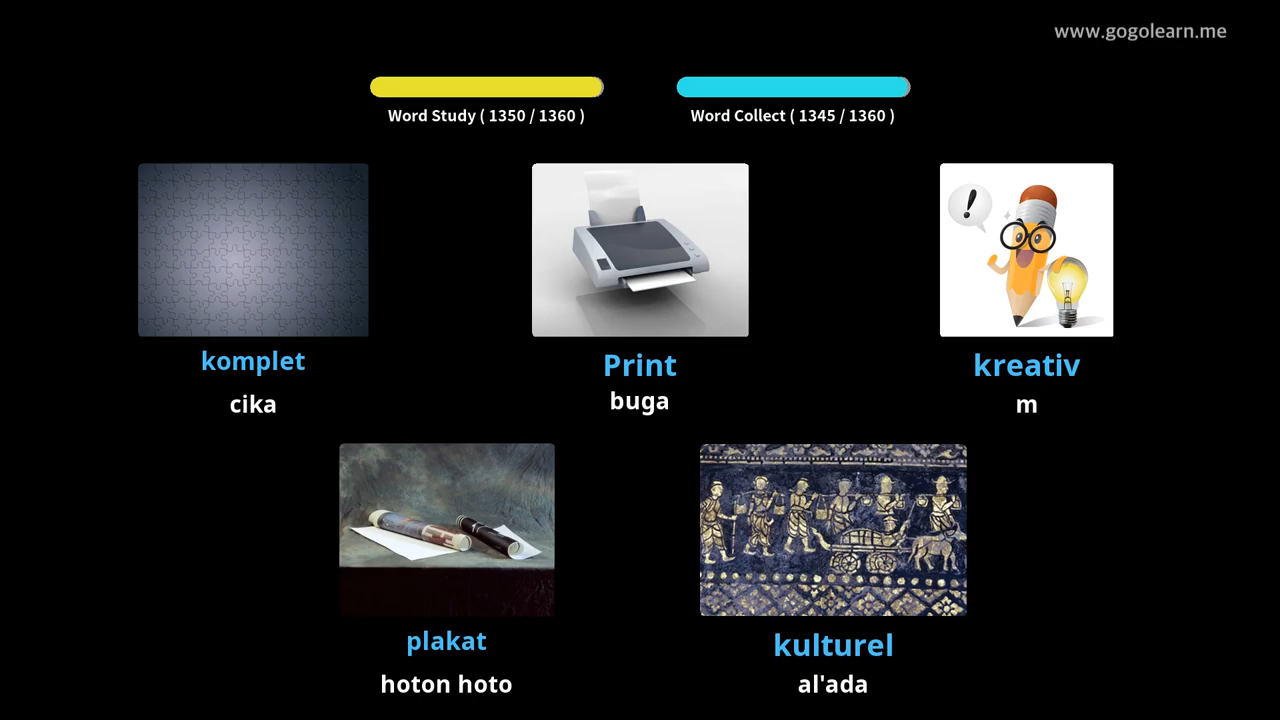 www.gogolearn.me
Word Study ( 1350 / 1360 )
Word Collect ( 1345 / 1360 )
!
komplet
Print
kreativ
cika
buga
m
plakat
kulturel
hoton hoto
al'ada